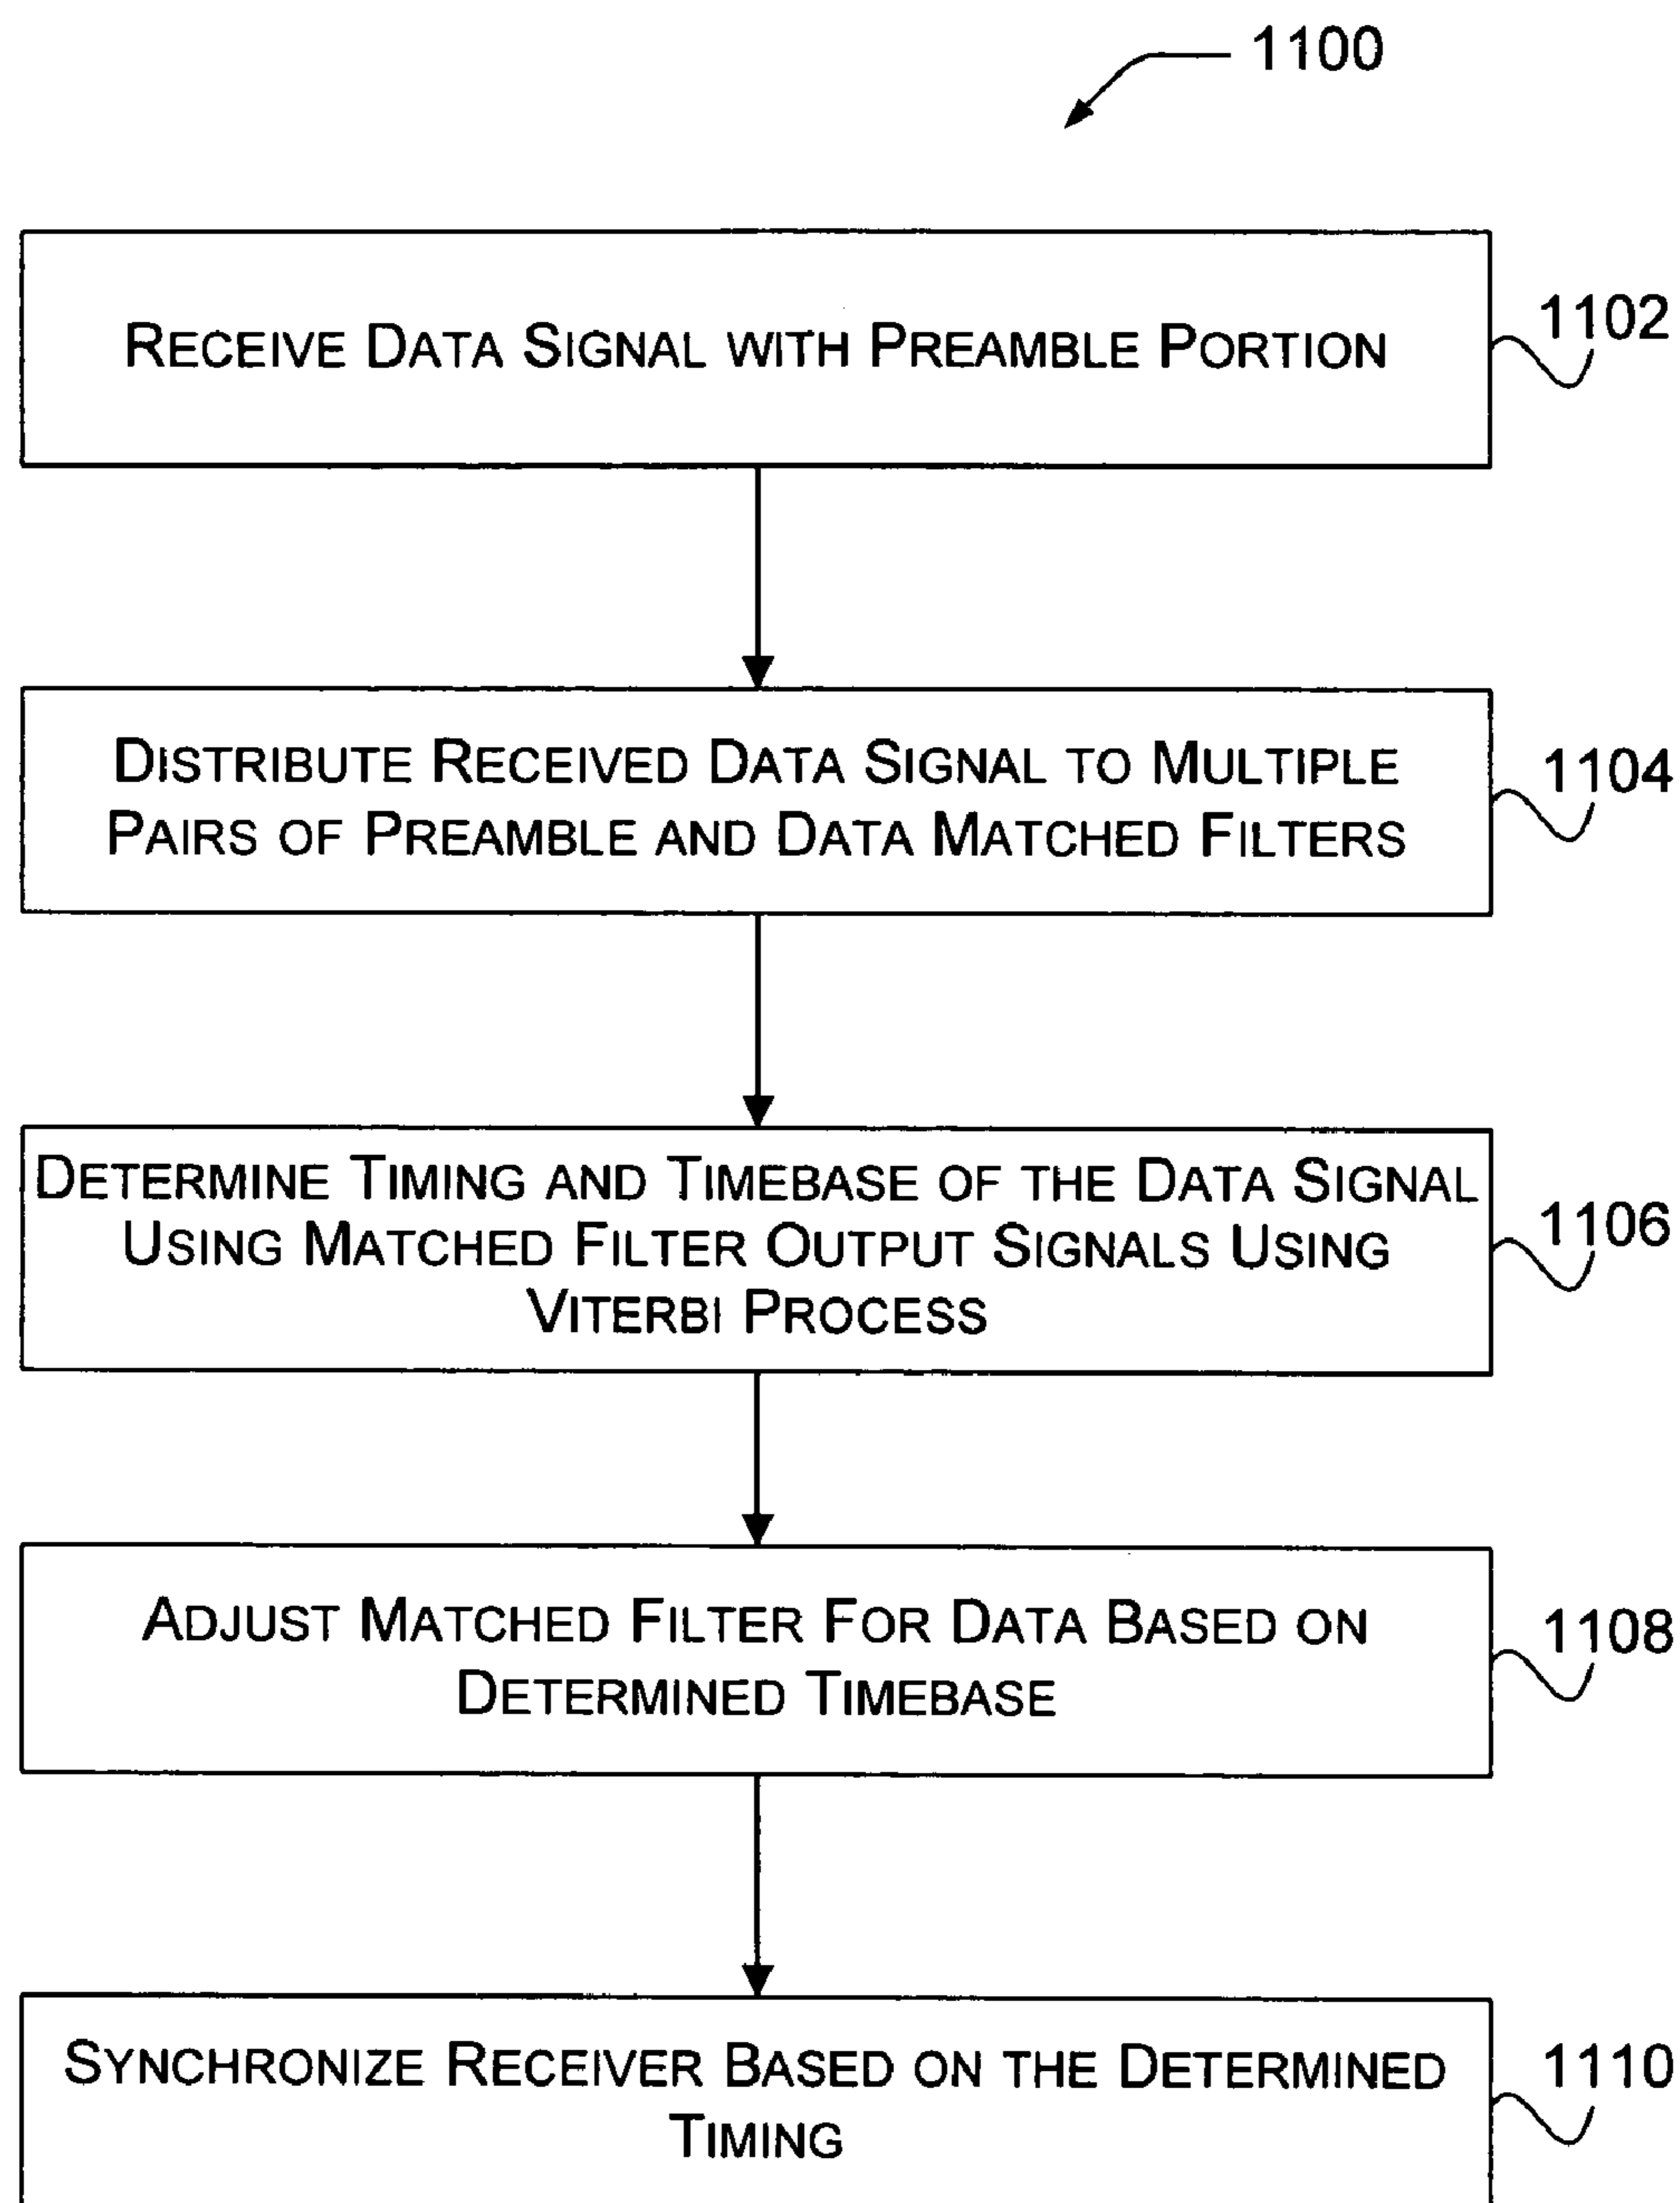 1100
RECEIVE DATA SIGNAL WITH PREAMBLE PORTION
1102
DISTRIBUTE RECEIVED DATA SIGNAL TO MULTIPLE
PAIRS OF PREAMBLE AND DATA MATCHED FILTERS
1104
DETERMINE TIMING AND TIMEBASE OF THE DATA SIGNAL
USING MATCHED FILTER OUTPUT SIGNALS USING
VITERBI PROCESS
1106
ADJUST MATCHED FILTER FOR DATA BASED ON
DETERMINED TIMEBASE
1108
SYNCHRONIZE RECEIVER BASED ON THE DETERMINED
TIMING
1110